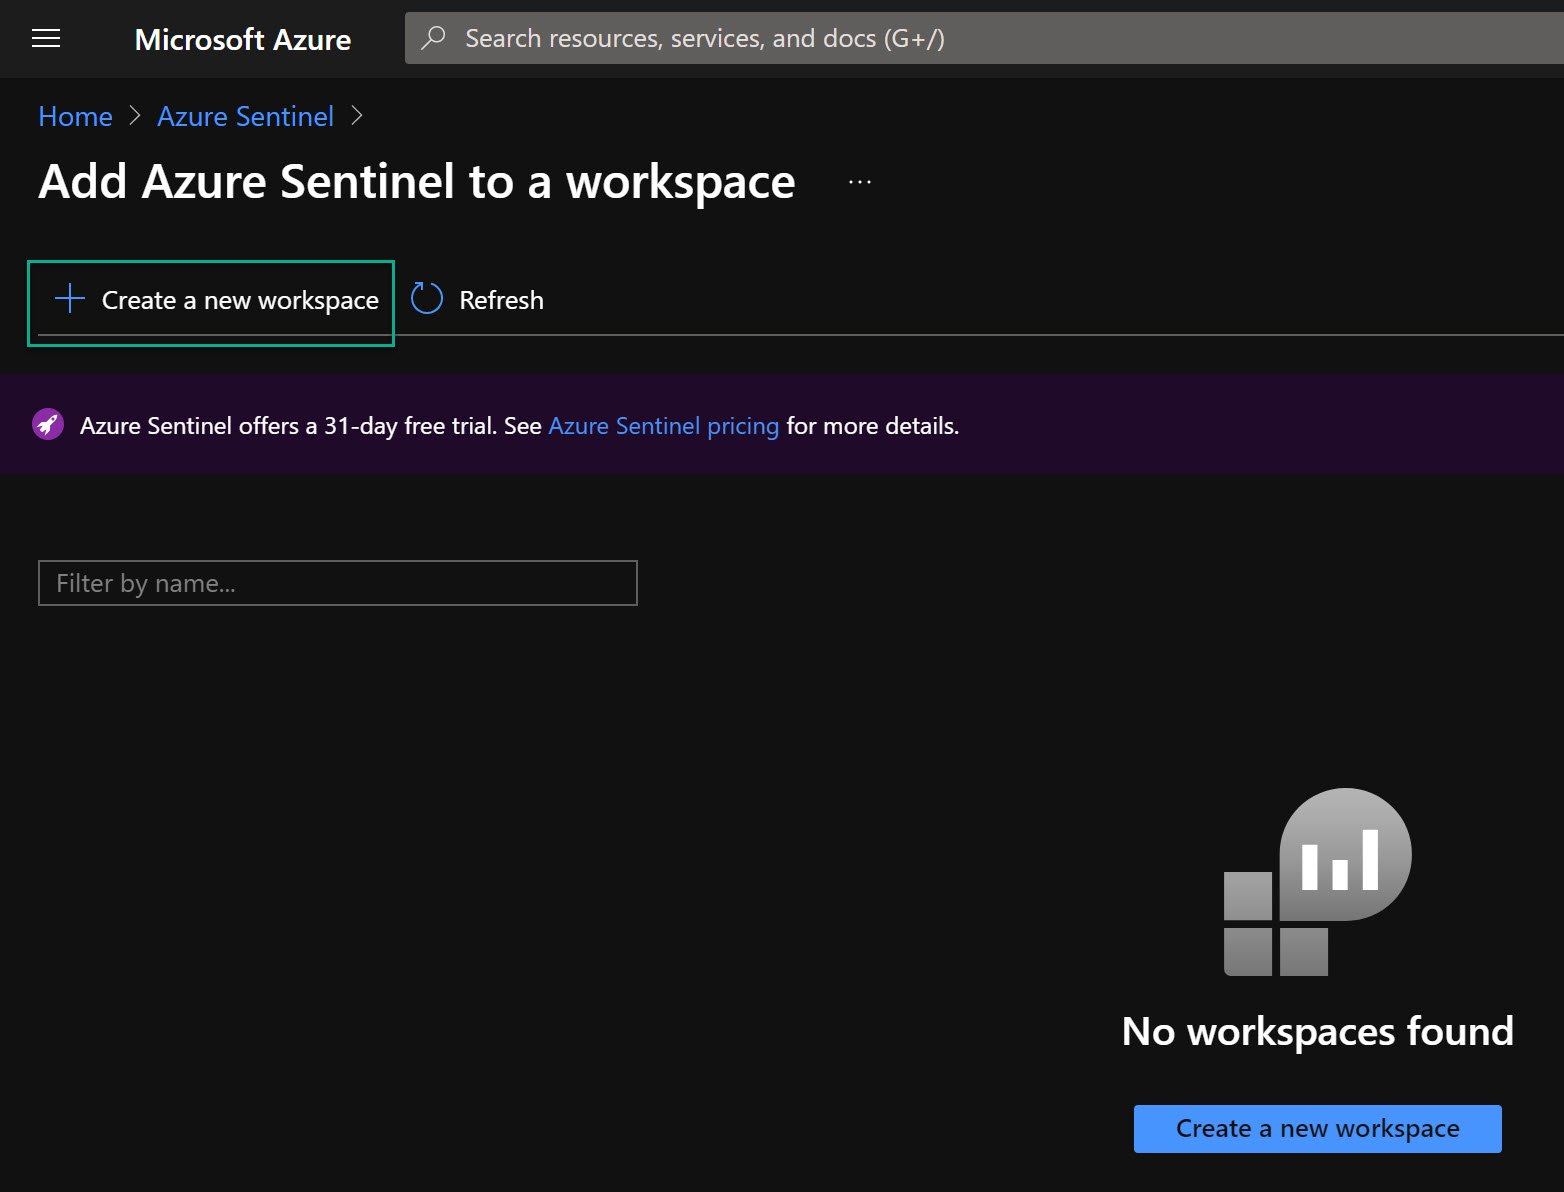 Microsoft Azure
Search resources, services, and docs (G+/)
Home > Azure Sentinel >
Add Azure Sentinel to a workspace ...
+ Create a new workspace
Refresh
Azure Sentinel offers a 31-day free trial. See Azure Sentinel pricing for more details.
Filter by name...
No workspaces found
Create a new workspace